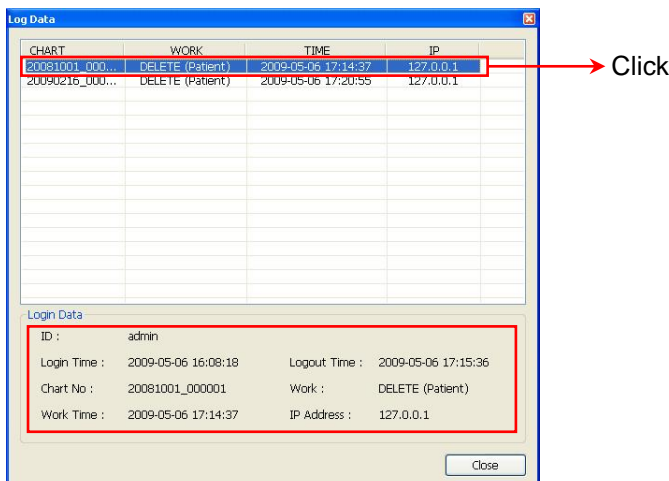 Log Data
CHART WORK TIME IP
20081001_000... DELETE (Patient) 2009-05-06 17:14:37 127.0.0.1
Click
20090216_000... DELETE (Patient) 2009-05-06 17:20:55 127.0.0.1
Login Data
ID : admin
Login Time : 2009-05-06 16:08:18 Logout Time : 2009-05-06 17:15:36
Chart No : 20081001_000001 Work : DELETE (Patient)
Work Time : 2009-05-06 17:14:37 IP Address : 127.0.0.1
Close